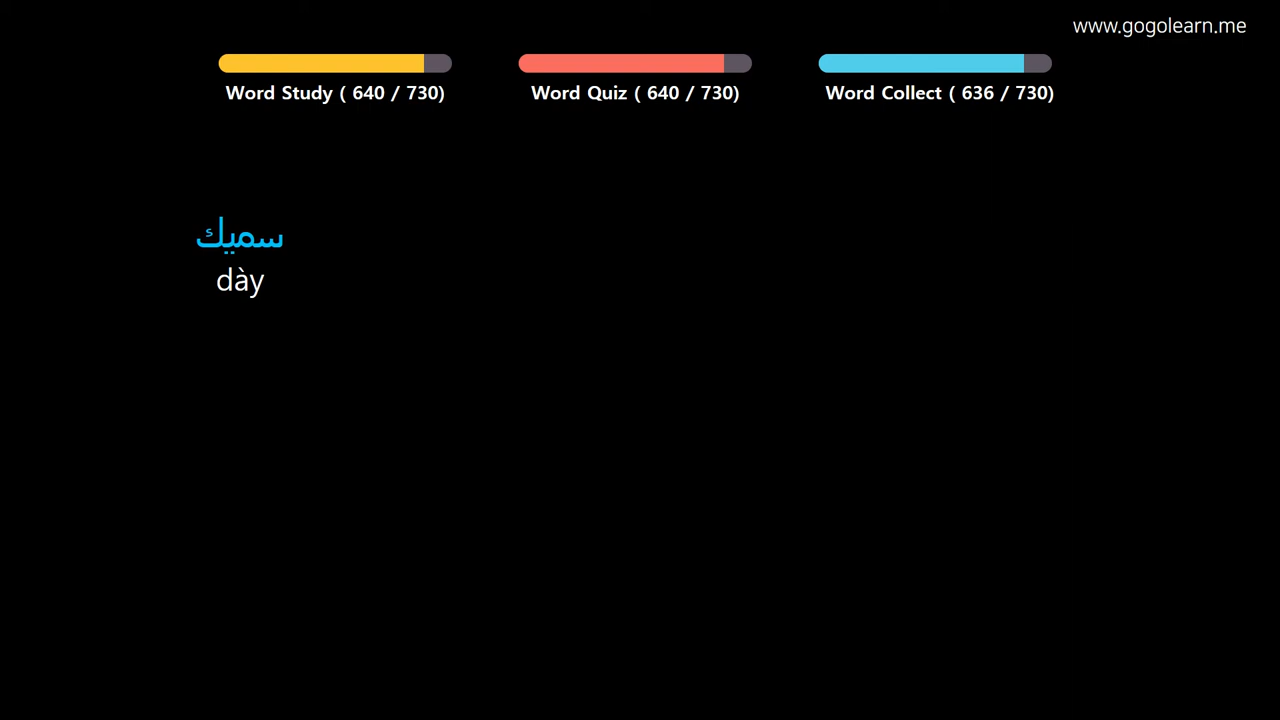 www.gogolearn.me
Word Study ( 640 / 730)
Word Quiz ( 640 / 730)
Word Collect ( 636 / 730)
سميك
dày